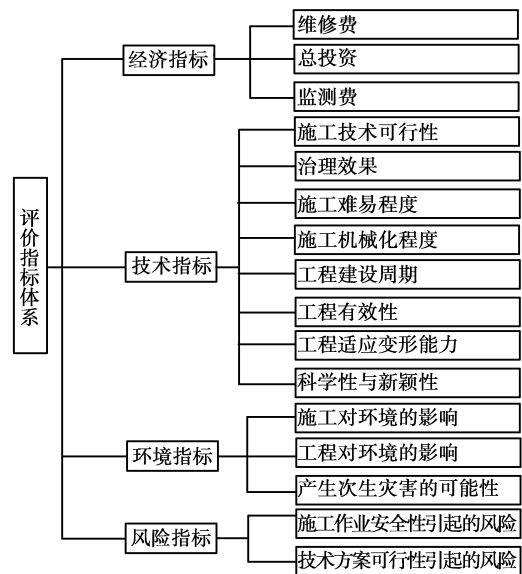 评价指标体系
经济指标
维修费
总投资
监测费
技术指标
施工技术可行性
治理效果
施工难易程度
施工机械化程度
工程建设周期
工程有效性
工程适应变形能力
科学性与新颖性
环境指标
施工对环境的影响
工程对环境的影响
产生次生灾害的可能性
风险指标
施工作业安全性引起的风险
技术方案可行性引起的风险